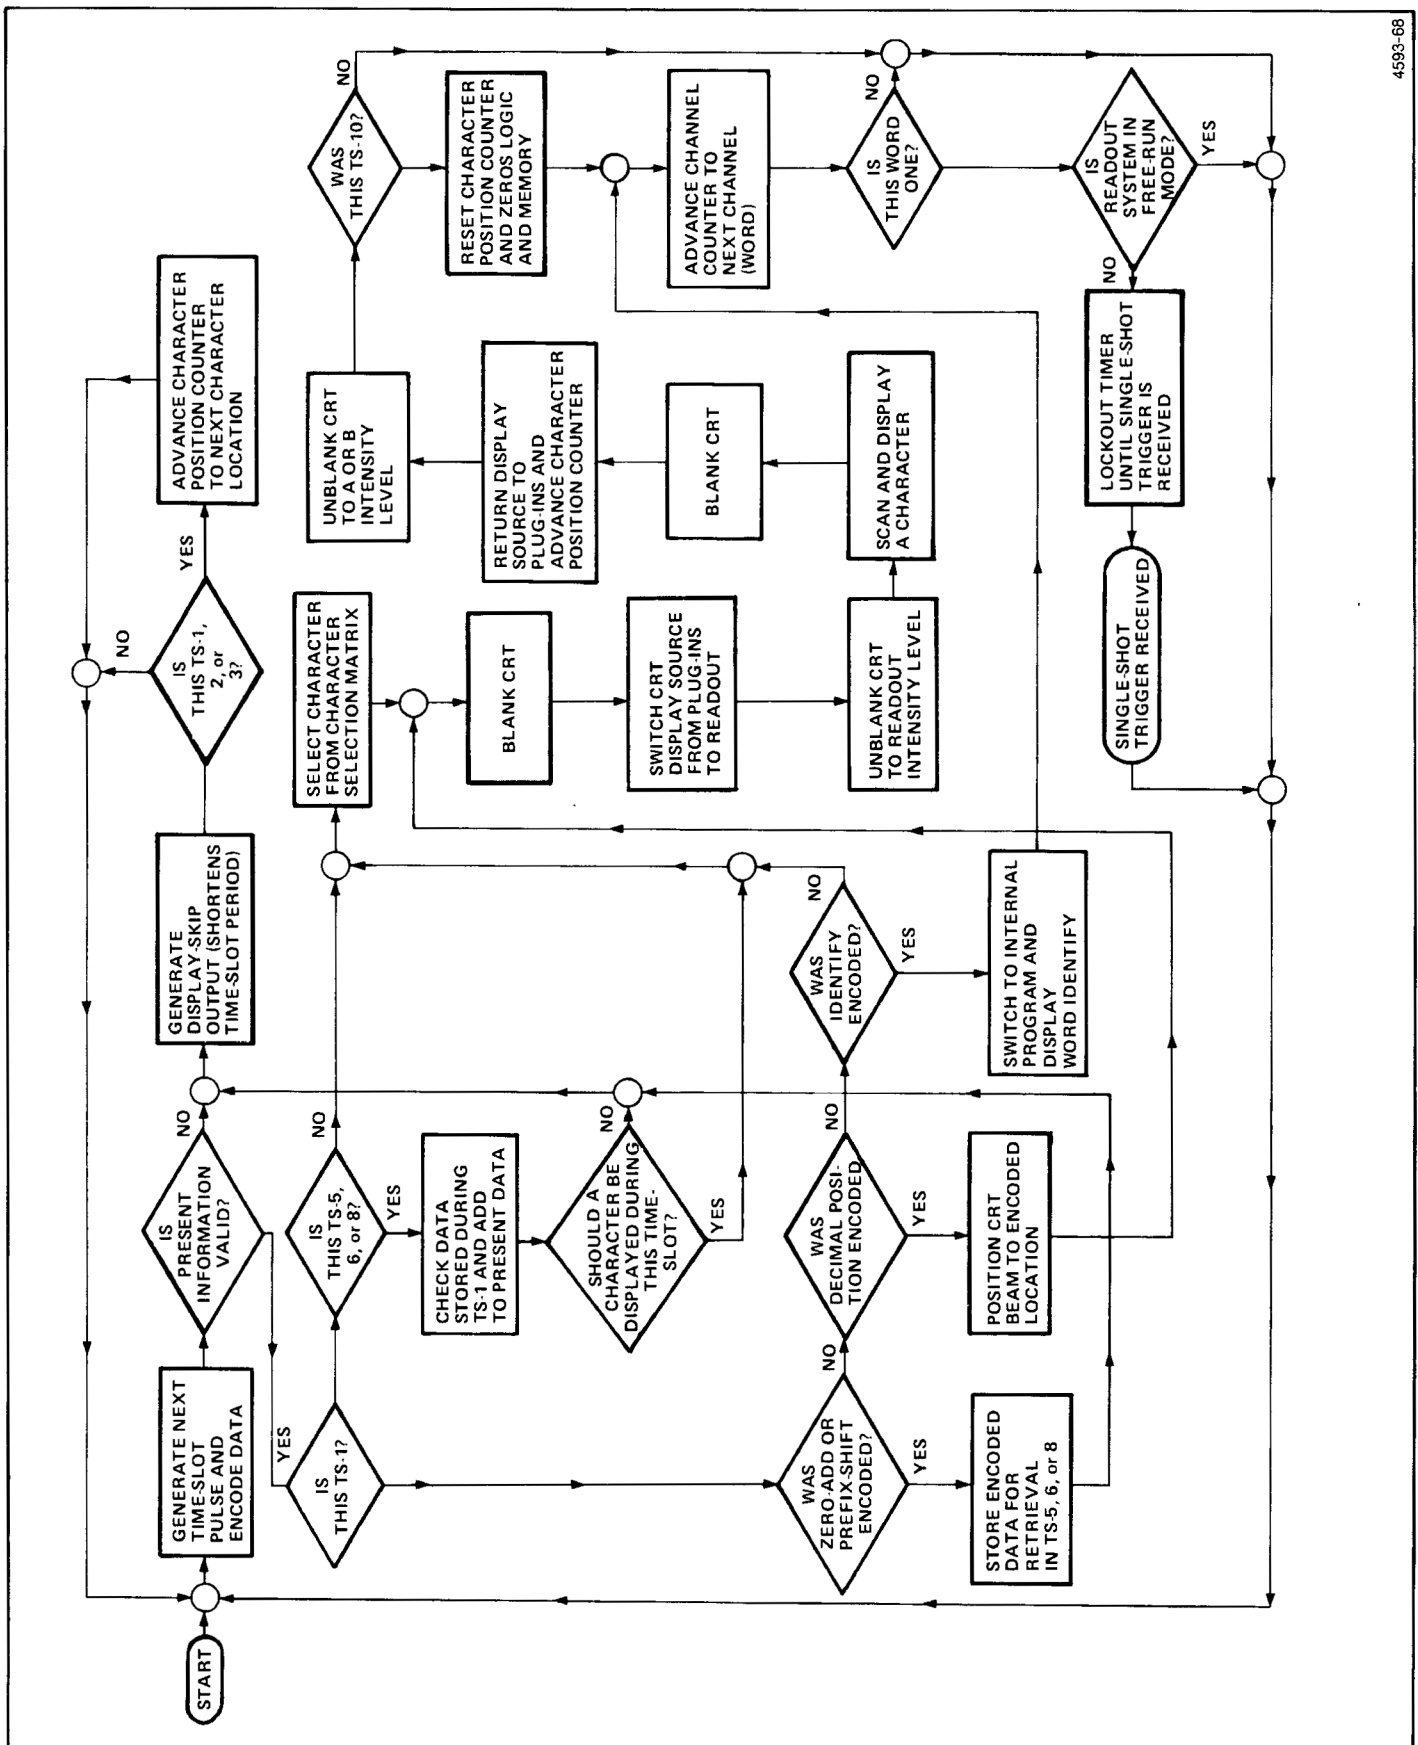 START
GENERATE NEXT
TIME-SLOT
PULSE AND
ENCODE DATA
IS
PRESENT
INFORMATION
VALID?
NO
YES
GENERATE
DISPLAY-SKIP
OUTPUT (SHORTENS
TIME-SLOT PERIOD)
IS
THIS TS-1,
2, or
3?
NO
YES
ADVANCE CHARACTER
POSITION COUNTER
TO NEXT CHARACTER
LOCATION
IS
THIS TS-1?
IS
THIS TS-5,
6, or 8?
NO
YES
CHECK DATA
STORED DURING
TS-1 AND ADD
TO PRESENT DATA
SHOULD A
CHARACTER BE
DISPLAYED DURING
THIS TIME-
SLOT?
NO
YES
WAS
ZERO-ADD OR
PREFIX-SHIFT
ENCODED?
NO
YES
STORE ENCODED
DATA FOR
RETRIEVAL
IN TS-5, 6, or 8
WAS
DECIMAL POSI-
TION ENCODED
NO
YES
POSITION CRT
BEAM TO ENCODED
LOCATION
WAS
IDENTIFY
ENCODED?
NO
YES
SWITCH TO INTERNAL
PROGRAM AND
DISPLAY
WORD IDENTIFY
SELECT CHARACTER
FROM CHARACTER
SELECTION MATRIX
BLANK CRT
SWITCH CRT
DISPLAY SOURCE
FROM PLUG-INS
TO READOUT
UNBLANK CRT
TO READOUT
INTENSITY LEVEL
SCAN AND DISPLAY
A CHARACTER
BLANK CRT
RETURN DISPLAY
SOURCE TO
PLUG-INS AND
ADVANCE CHARACTER
POSITION COUNTER
UNBLANK CRT
TO A OR B
INTENSITY
LEVEL
WAS
THIS TS-10?
NO
RESET CHARACTER
POSITION COUNTER
AND ZEROS LOGIC
AND MEMORY
ADVANCE CHANNEL
COUNTER TO
NEXT CHANNEL
(WORD)
IS
THIS WORD
ONE?
NO
IS
READOUT
SYSTEM IN
FREE-RUN
MODE?
NO
YES
LOCKOUT TIMER
UNTIL SINGLE-SHOT
TRIGGER IS
RECEIVED
SINGLE-SHOT
TRIGGER RECEIVED
4593-68